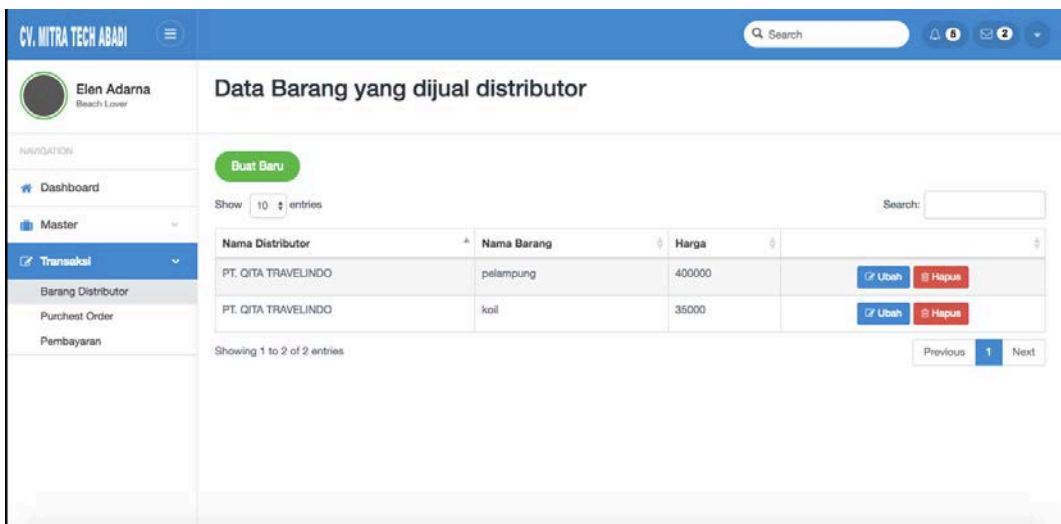 CV. MITRA TECH ABADI
Search
5
2
Elen Adarna
Beach Lover
Data Barang yang dijual distributor
NAVIGATION
Dashboard
Master
Transaksi
Barang Distributor
Purchest Order
Pembayaran
Buat Baru
Show 10 entries
Search:
Nama Distributor Nama Barang Harga
PT. QITA TRAVELINDO pelampung 400000 Ubah Hapus
PT. QITA TRAVELINDO koil 35000 Ubah Hapus
Showing 1 to 2 of 2 entries
Previous 1 Next